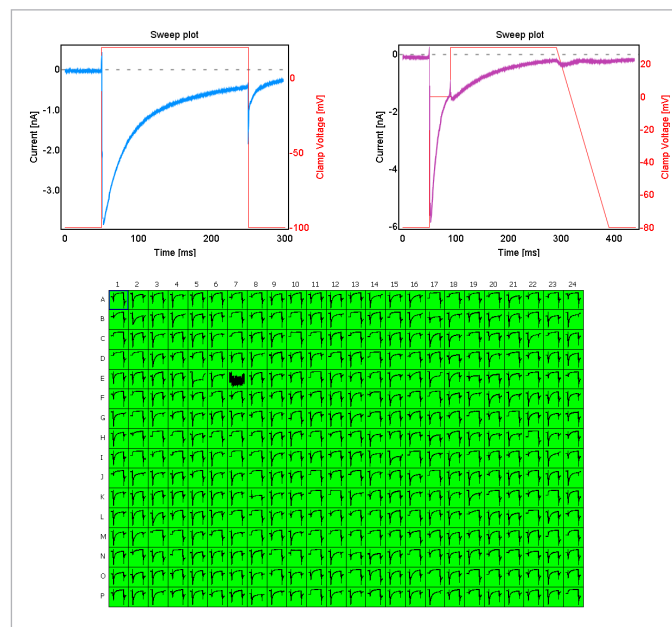 Sweep plot
0
-1.0
-2.0
-3.0
Current [nA]
0
-50
-100
Clamp Voltage [mV]
0 100 200 300
Time [ms]
Sweep plot
0
-2
-4
-6
Current [nA]
20
0
-20
-40
-60
-80
Clamp Voltage [mV]
0 100 200 300 400
Time [ms]
1 2 3 4 5 6 7 8 9 10 11 12 13 14 15 16 17 18 19 20 21 22 23 24
A
B
C
D
E
F
G
H
I
J
K
L
M
N
O
P